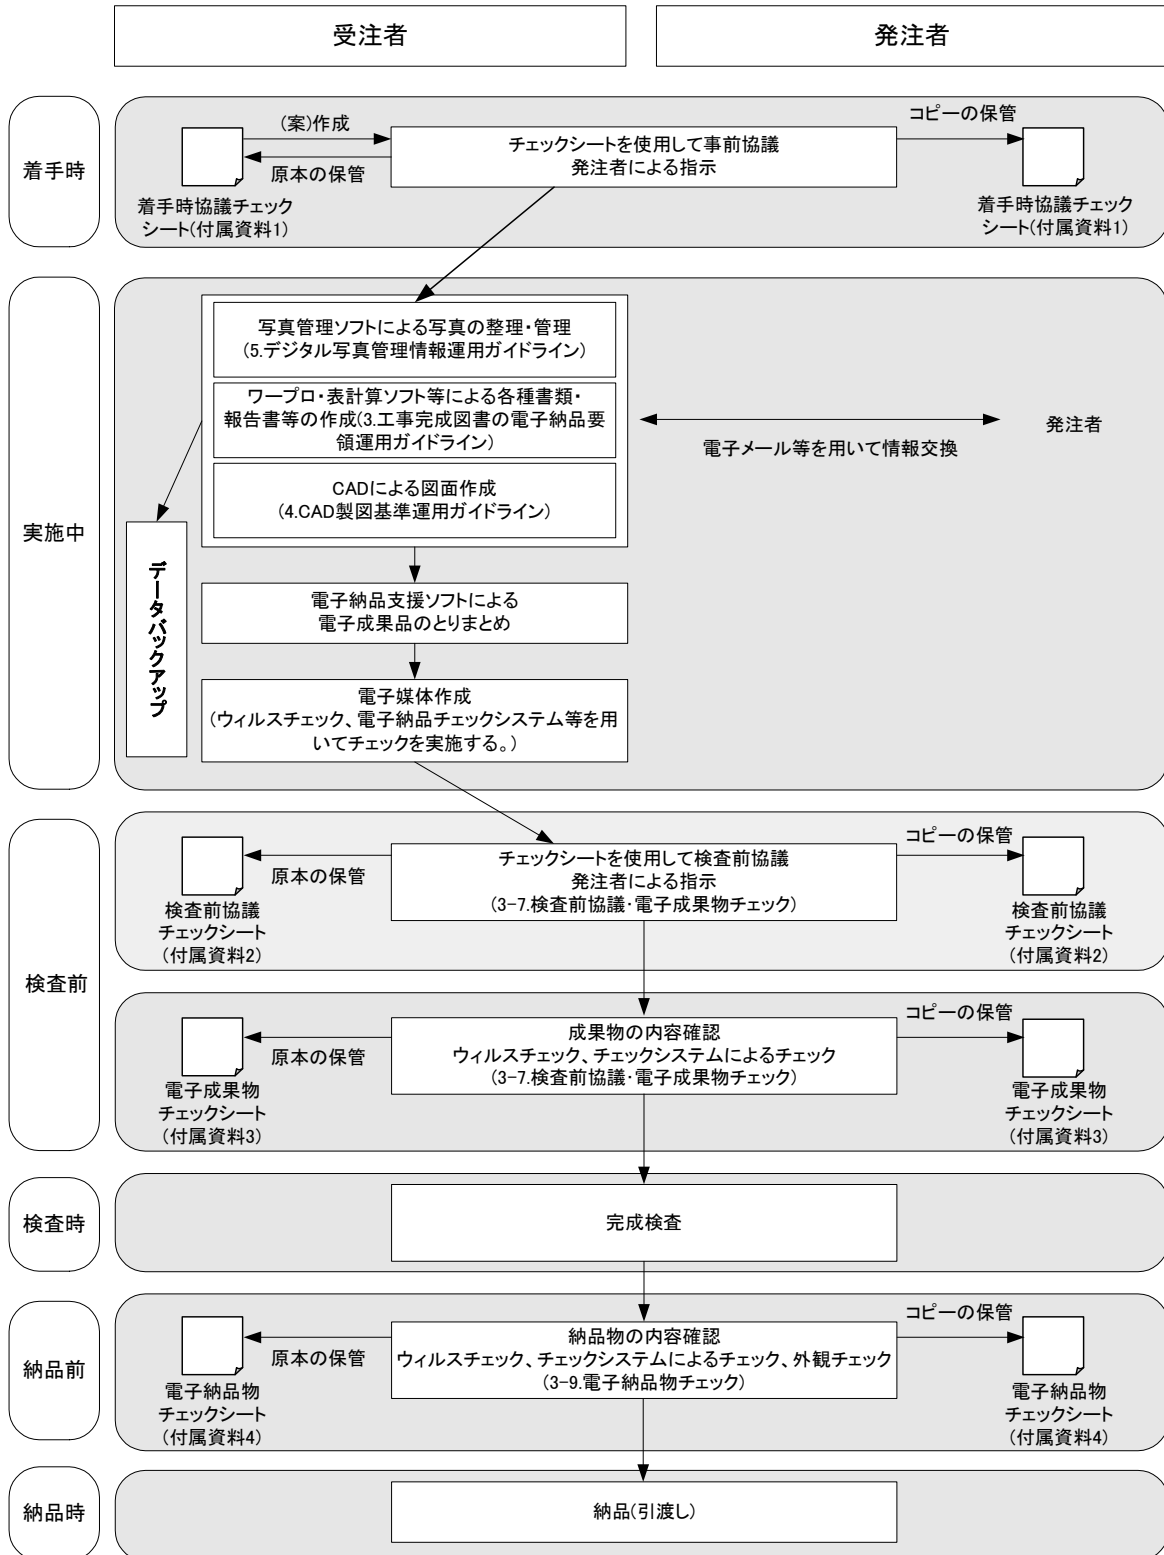 受注者
発注者
着手時
(案)作成
原本の保管
着手時協議チェック
シート(付属資料1)
チェックシートを使用して事前協議
発注者による指示
コピーの保管
着手時協議チェック
シート(付属資料1)
実施中
写真管理ソフトによる写真の整理・管理
(5.デジタル写真管理情報運用ガイドライン)
ワープロ・表計算ソフト等による各種書類・
報告書等の作成(3.工事完成図書の電子納品要
領運用ガイドライン)
CADによる図面作成
(4.CAD製図基準運用ガイドライン)
電子メール等を用いて情報交換
発注者
データバックアップ
電子納品支援ソフトによる
電子成果品のとりまとめ
電子媒体作成
(ウィルスチェック、電子納品チェックシステム等を用
いてチェックを実施する。)
検査前
原本の保管
検査前協議
チェックシート
(付属資料2)
チェックシートを使用して検査前協議
発注者による指示
(3-7.検査前協議・電子成果物チェック)
コピーの保管
検査前協議
チェックシート
(付属資料2)
原本の保管
電子成果物
チェックシート
(付属資料3)
成果物の内容確認
ウィルスチェック、チェックシステムによるチェック
(3-7.検査前協議・電子成果物チェック)
コピーの保管
電子成果物
チェックシート
(付属資料3)
検査時
完成検査
納品前
原本の保管
電子納品物
チェックシート
(付属資料4)
納品物の内容確認
ウィルスチェック、チェックシステムによるチェック、外観チェック
(3-9.電子納品物チェック)
コピーの保管
電子納品物
チェックシート
(付属資料4)
納品時
納品(引渡し)